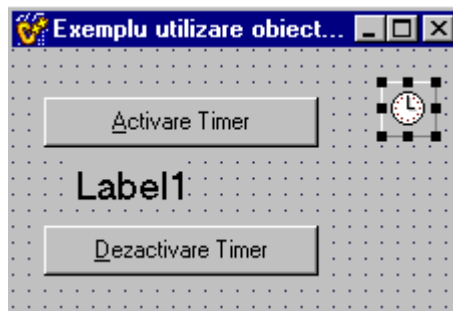 Exemplu utilizare obiect...
Activare Timer
Label1
Dezactivare Timer